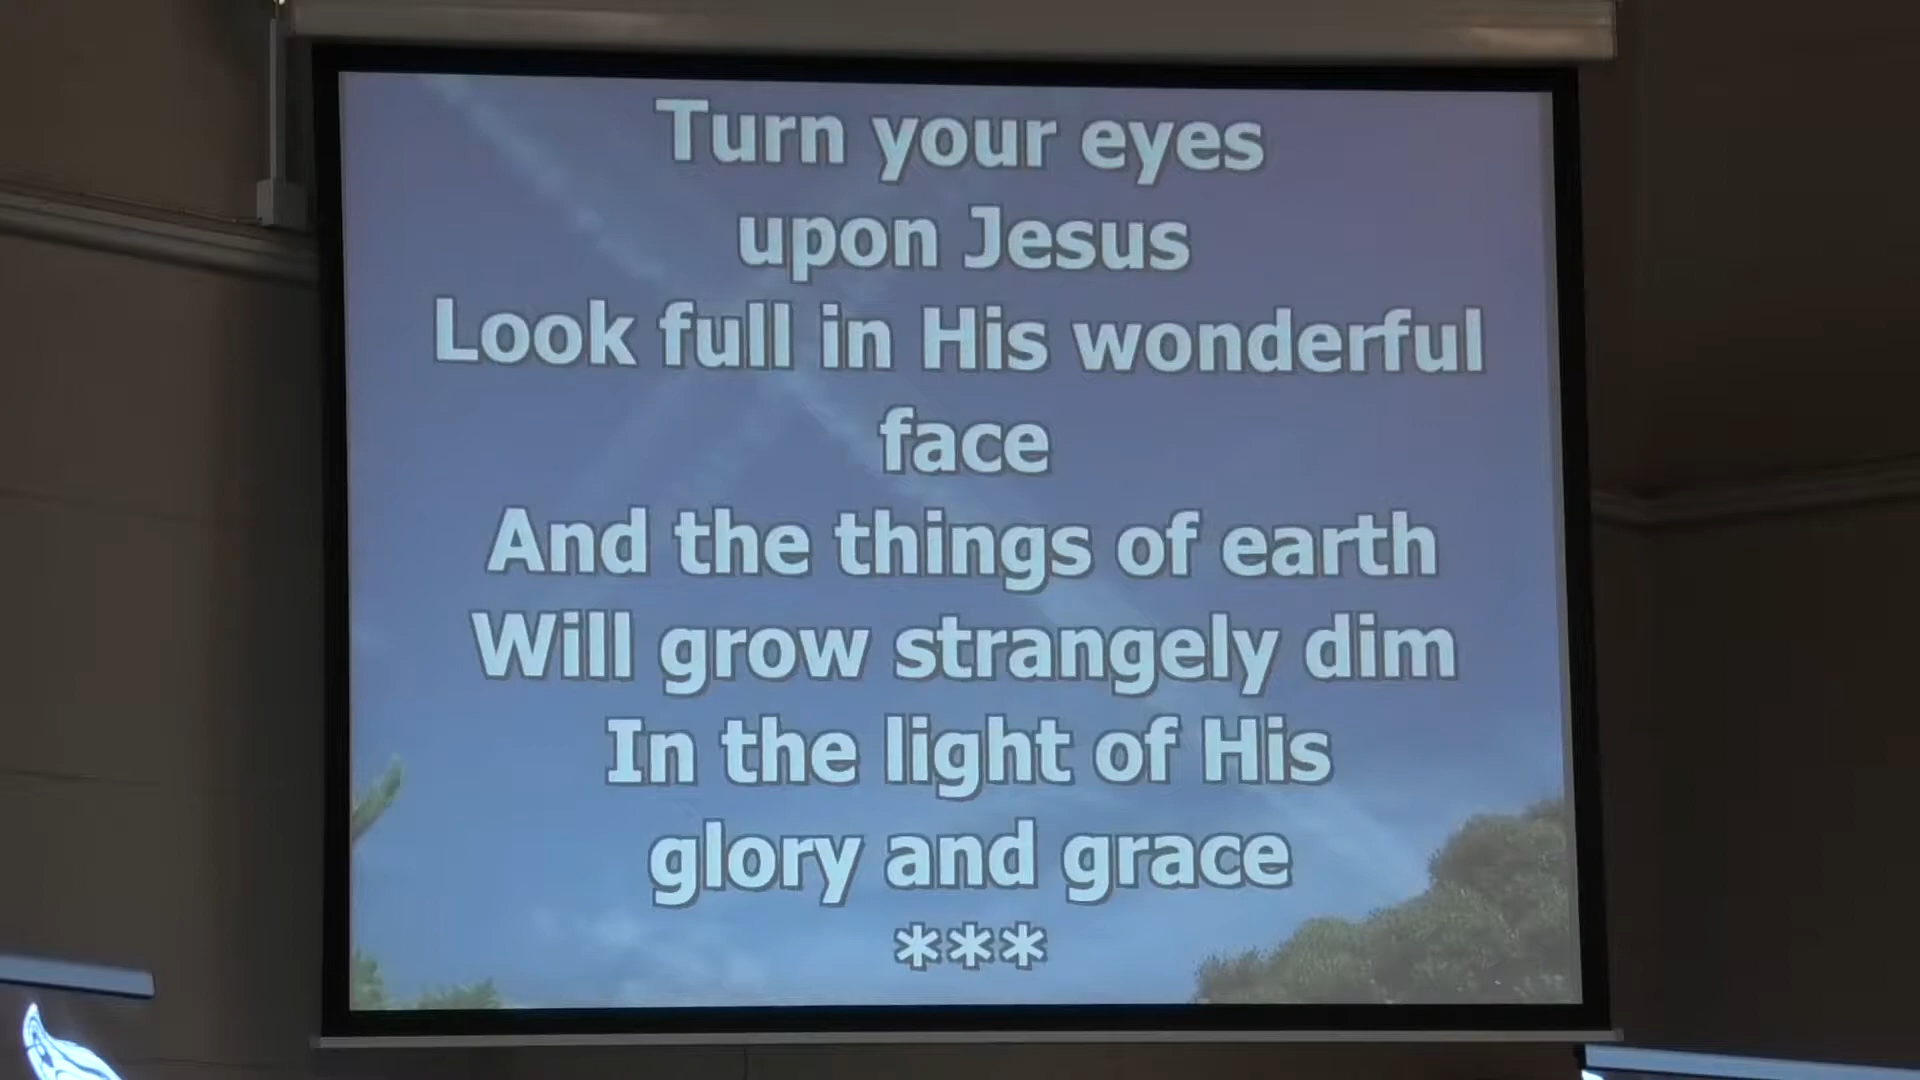 Turn your eyes
upon Jesus
Look full in His wonderful
face
And the things of earth
Will grow strangely dim
In the light of His
glory and grace
***